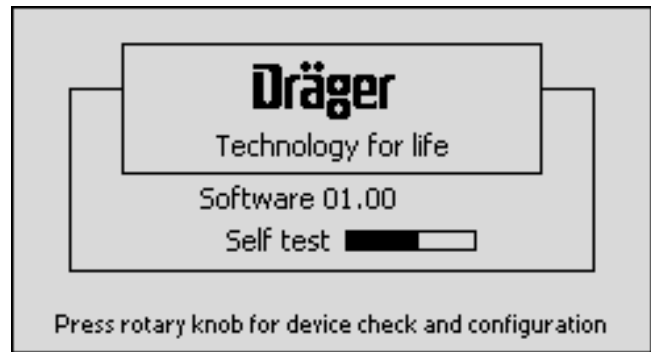 Dräger
Technology for life
Software 01.00
Self test
Press rotary knob for device check and configuration